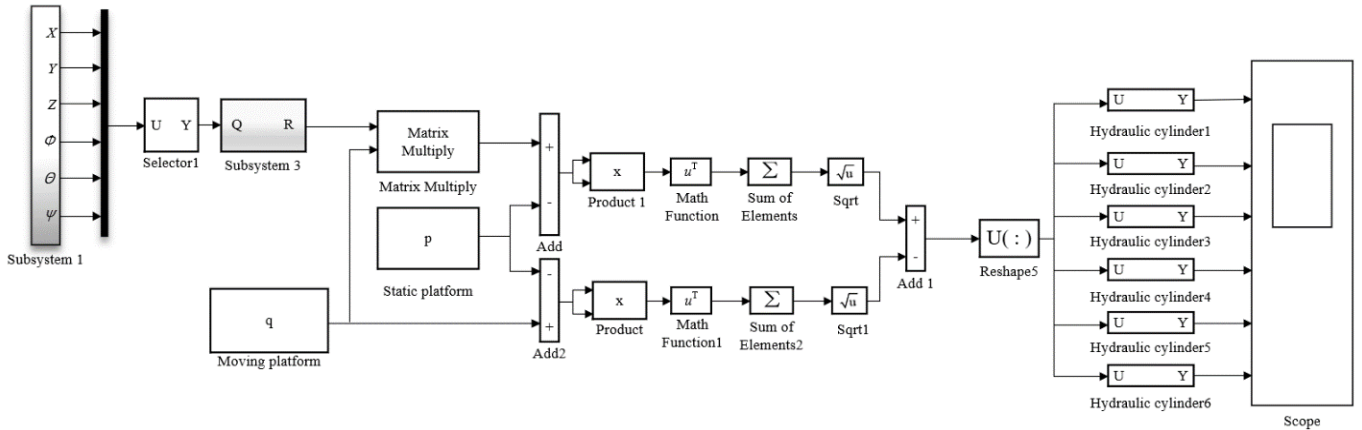 X
Y
Z
Φ
Θ
Ψ
Subsystem 1
U Y
Selector1
Q R
Subsystem 3
Matrix
Multiply
Matrix Multiply
p
Static platform
q
Moving platform
+
-
Add
-
+
Add2
x
Product 1
uᵀ
Math
Function
Σ
Sum of
Elements
√u
Sqrt
x
Product
uᵀ
Math
Function1
Σ
Sum of
Elements2
√u
Sqrt1
+
-
Add 1
U( : )
Reshape5
U Y
Hydraulic cylinder1
U Y
Hydraulic cylinder2
U Y
Hydraulic cylinder3
U Y
Hydraulic cylinder4
U Y
Hydraulic cylinder5
U Y
Hydraulic cylinder6
Scope